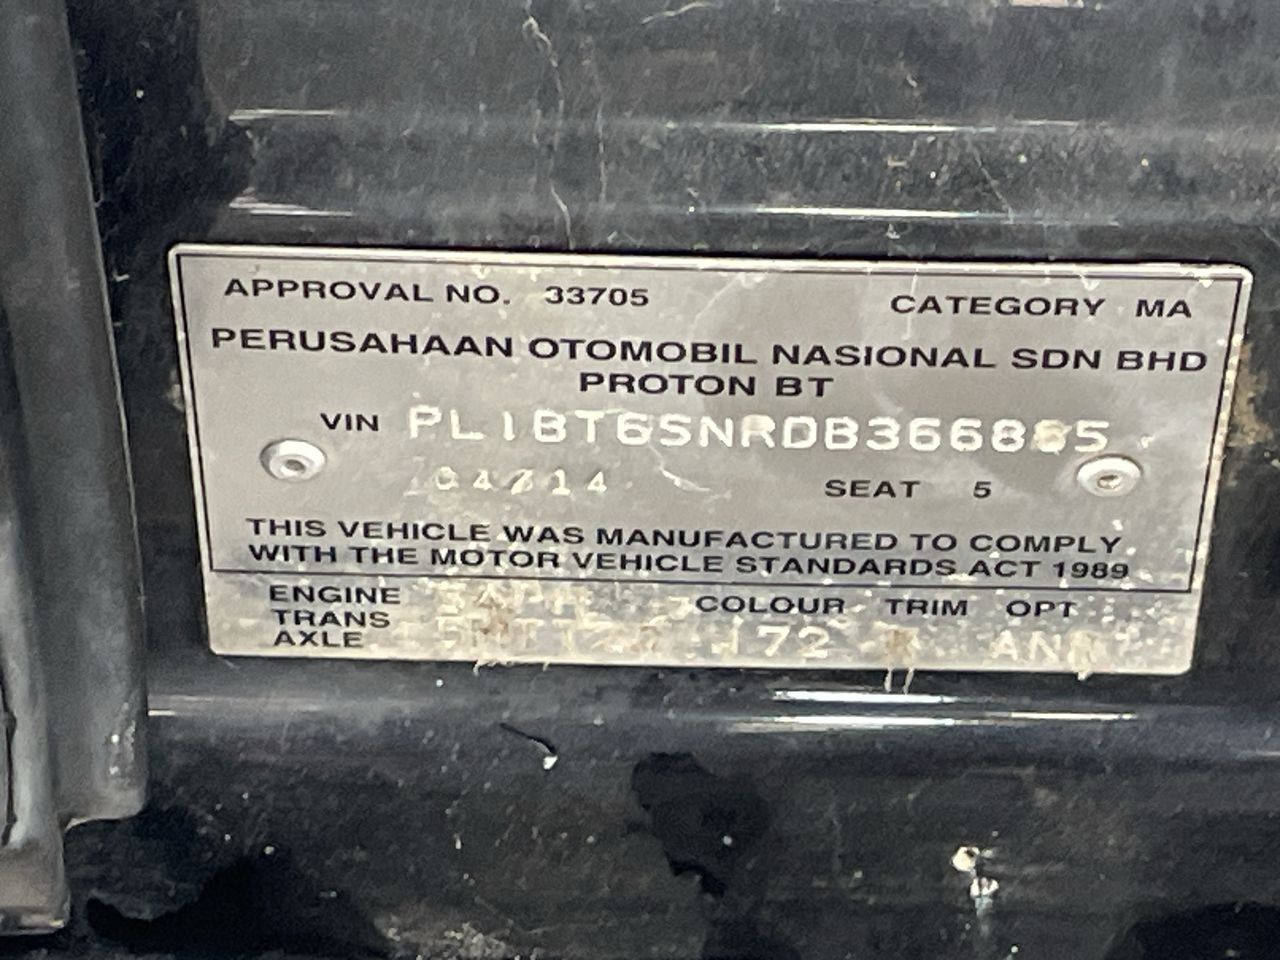 APPROVAL NO. 33705 CATEGORY MA
PERUSAHAAN OTOMOBIL NASIONAL SDN BHD
PROTON BT
VIN
SEAT 5
THIS VEHICLE WAS MANUFACTURED TO COMPLY
WITH THE MOTOR VEHICLE STANDARDS ACT 1989
ENGINE COLOUR TRIM OPT
TRANS
AXLE